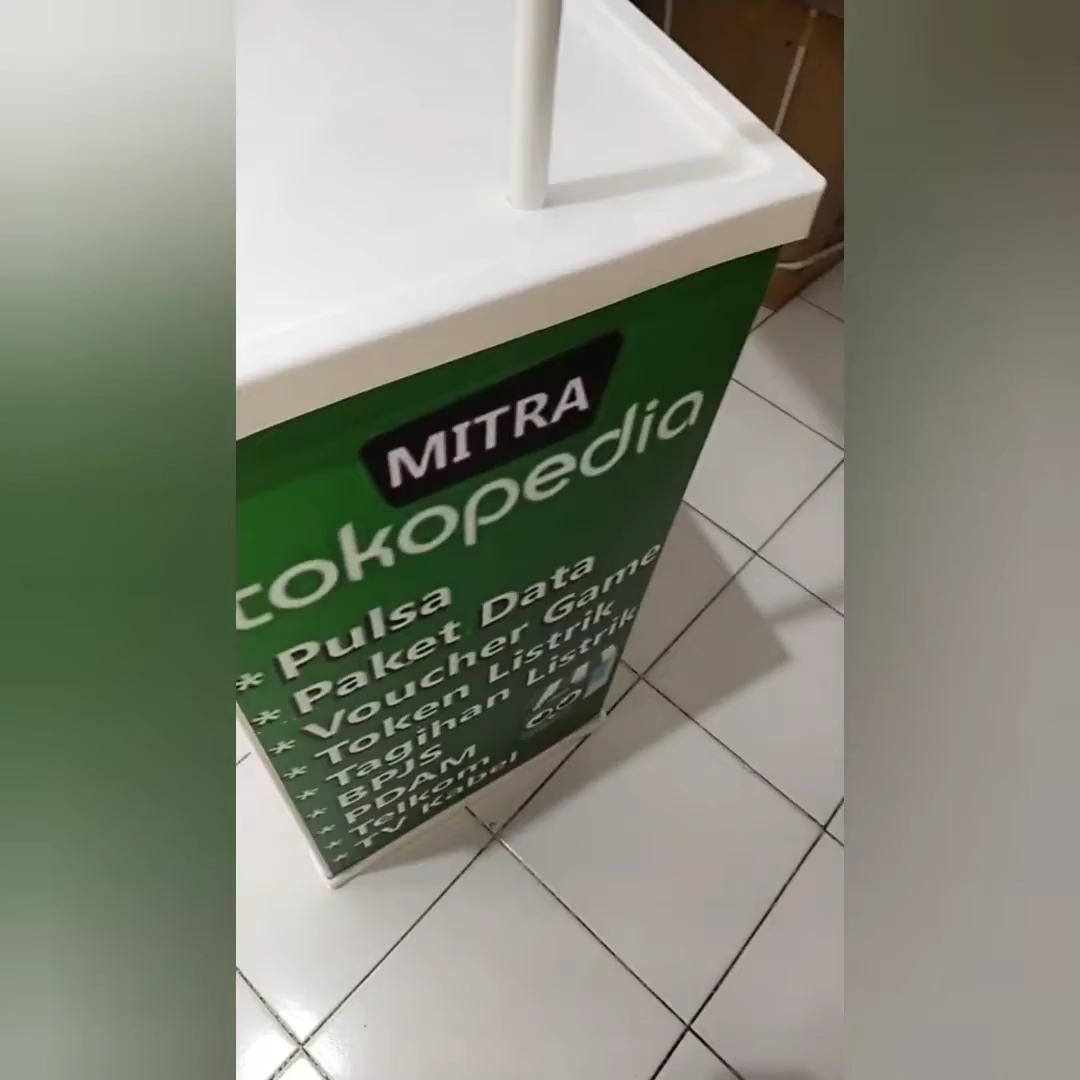 MITRA
tokopedia
* Pulsa
* Paket Data
* Voucher Game
* Token Listrik
* Tagihan Listrik
* BPJS
* PDAM
* Telkom
* TV Kabel